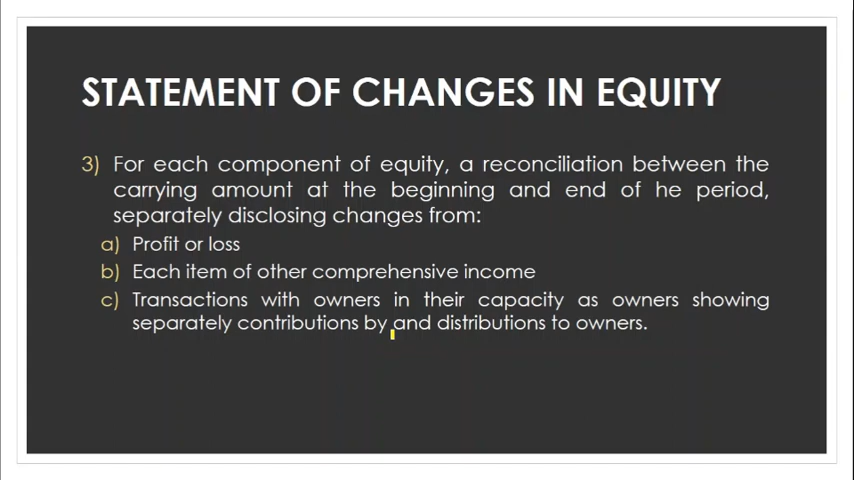 STATEMENT OF CHANGES IN EQUITY
3) For each component of equity, a reconciliation between the
carrying amount at the beginning and end of he period,
separately disclosing changes from:
a) Profit or loss
b) Each item of other comprehensive income
c) Transactions with owners in their capacity as owners showing
separately contributions by and distributions to owners.